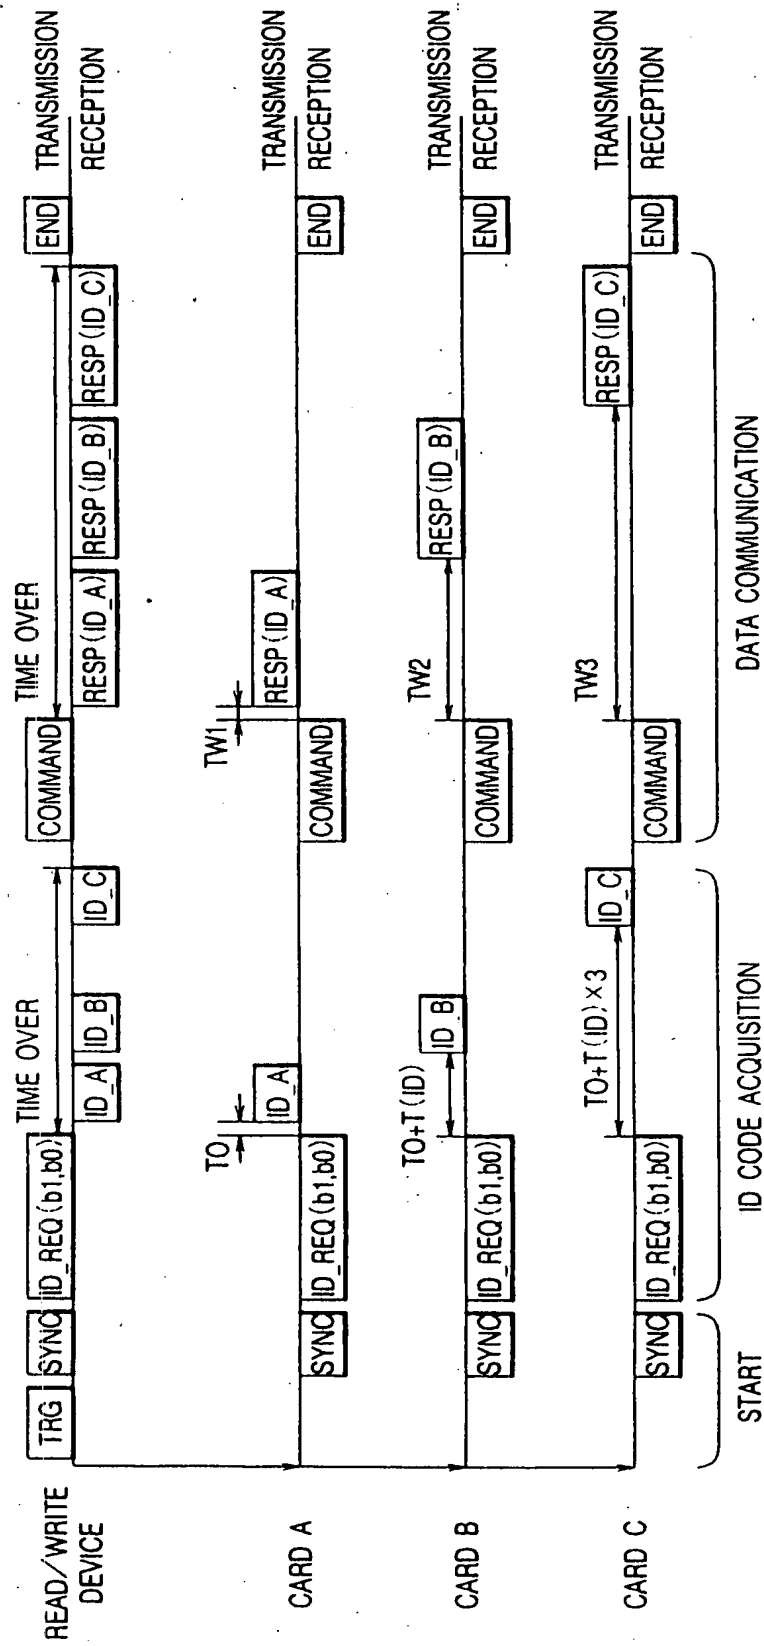 READ/WRITE
DEVICE
TRG
SYNC
ID_REQ(b1,b0)
TIME OVER
ID_A
ID_B
ID_C
COMMAND
TIME OVER
RESP(ID_A)
RESP(ID_B)
RESP(ID_C)
END
TRANSMISSION
RECEPTION
CARD A
SYNC
ID_REQ(b1,b0)
TO
ID_A
COMMAND
TW1
RESP(ID_A)
END
TRANSMISSION
RECEPTION
CARD B
SYNC
ID_REQ(b1,b0)
TO+T(ID)
ID_B
COMMAND
TW2
RESP(ID_B)
END
TRANSMISSION
RECEPTION
CARD C
SYNC
ID_REQ(b1,b0)
TO+T(ID)×3
ID_C
COMMAND
TW3
RESP(ID_C)
END
TRANSMISSION
RECEPTION
START
ID CODE ACQUISITION
DATA COMMUNICATION